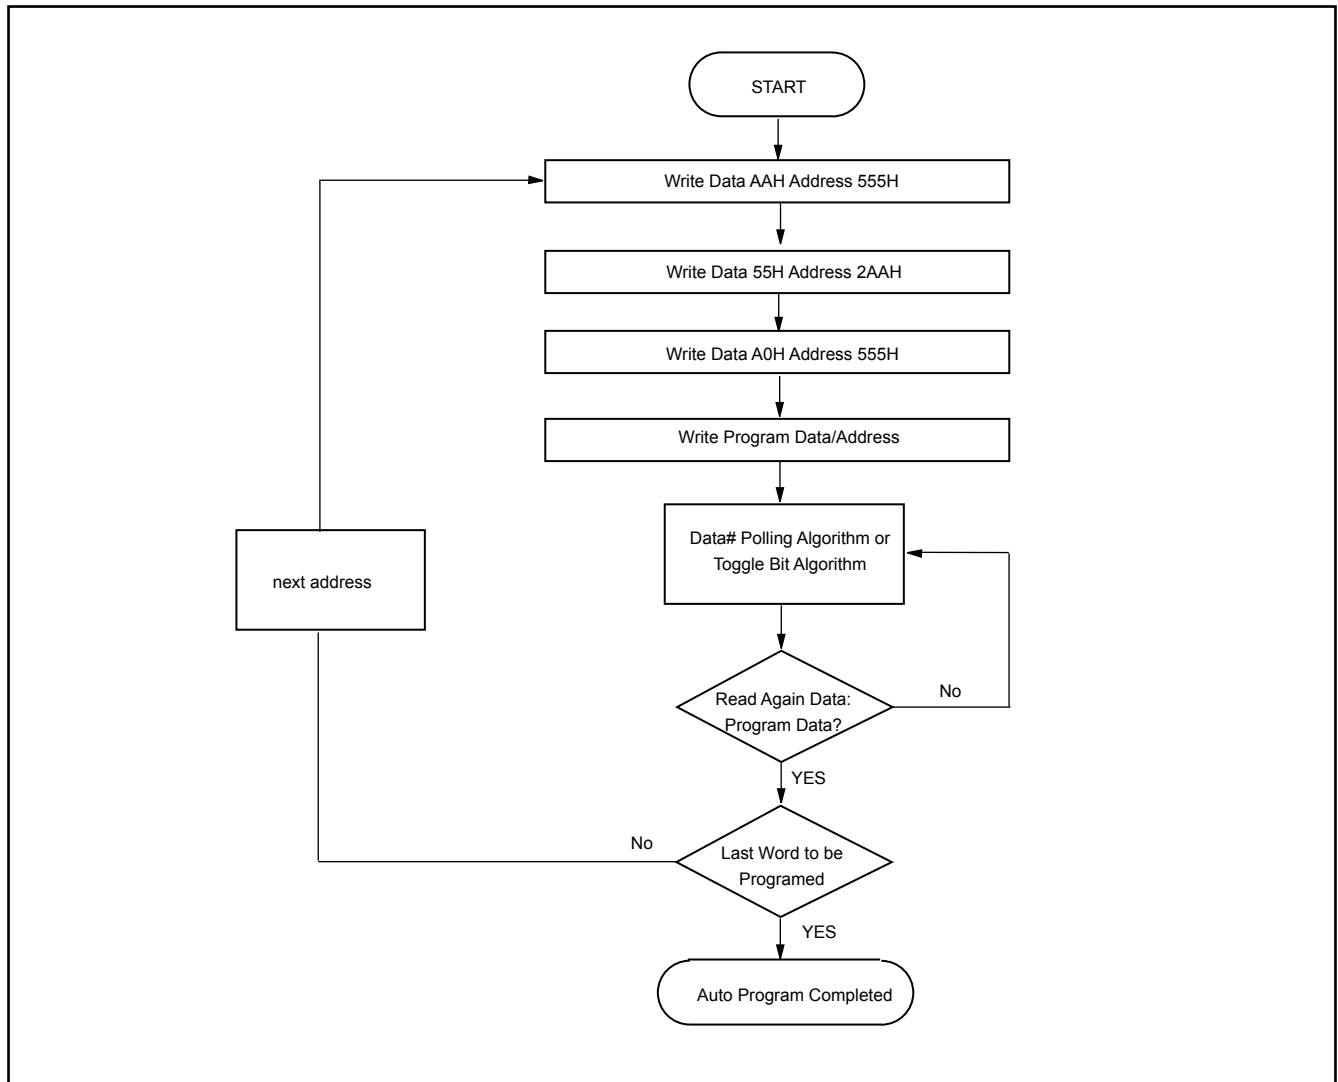 START
Write Data AAH Address 555H
Write Data 55H Address 2AAH
Write Data A0H Address 555H
Write Program Data/Address
Data# Polling Algorithm or
Toggle Bit Algorithm
next address
Read Again Data:
Program Data?
No
YES
No
Last Word to be
Programed
YES
Auto Program Completed